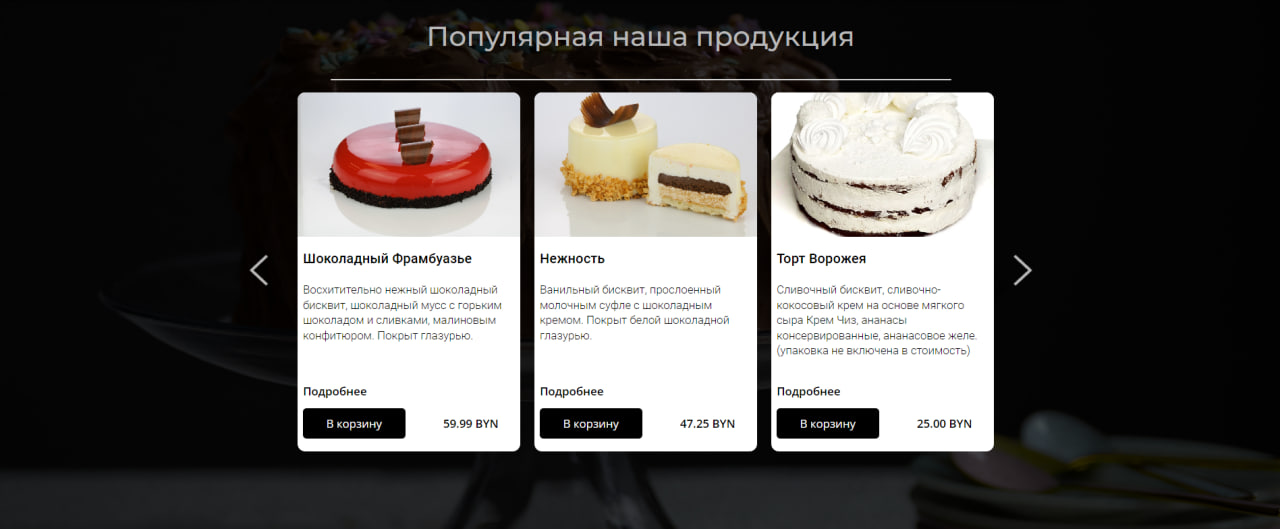 Популярная наша продукция
Шоколадный Фрамбуазье
Восхитительно нежный шоколадный
бисквит, шоколадный мусс с горьким
шоколадом и сливками, малиновым
конфитюром. Покрыт глазурью.
Подробнее
В корзину
59.99 BYN
Нежность
Ванильный бисквит, прослоенный
молочным суфле с шоколадным
кремом. Покрыт белой шоколадной
глазурью.
Подробнее
В корзину
47.25 BYN
Торт Ворожея
Сливочный бисквит, сливочно-
кокосовый крем на основе мягкого
сыра Крем Чиз, ананасы
консервированные, ананасовое желе.
(упаковка не включена в стоимость)
Подробнее
В корзину
25.00 BYN